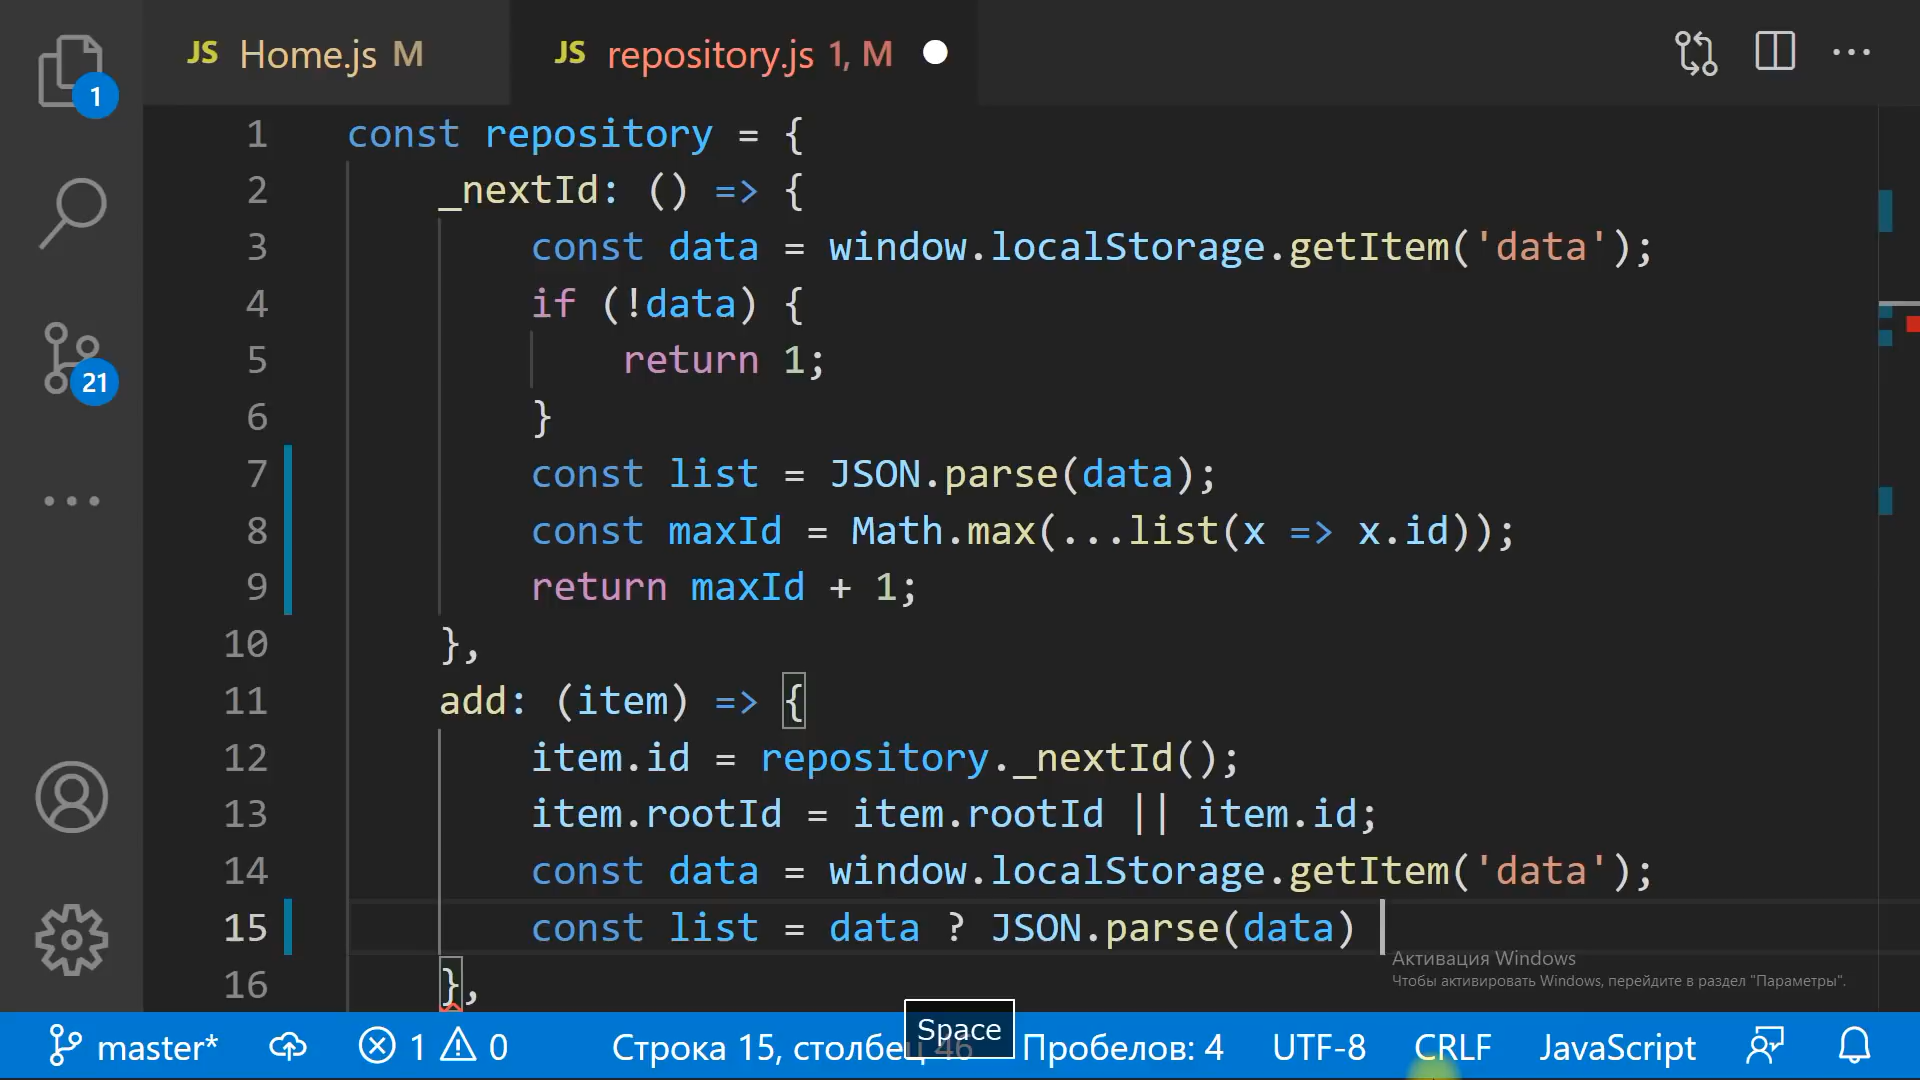 1
JS Home.js M
JS repository.js 1, M
1 const repository = {
2 _nextId: () => {
3 const data = window.localStorage.getItem('data');
4 if (!data) {
5 return 1;
6 }
7 const list = JSON.parse(data);
8 const maxId = Math.max(...list(x => x.id));
9 return maxId + 1;
10 },
11 add: (item) => {
12 item.id = repository._nextId();
13 item.rootId = item.rootId || item.id;
14 const data = window.localStorage.getItem('data');
15 const list = data ? JSON.parse(data)
16 },
21
Активация Windows
Чтобы активировать Windows, перейдите в раздел "Параметры".
Space
master* 1 0 Строка 15, столбец 46 Пробелов: 4 UTF-8 CRLF JavaScript